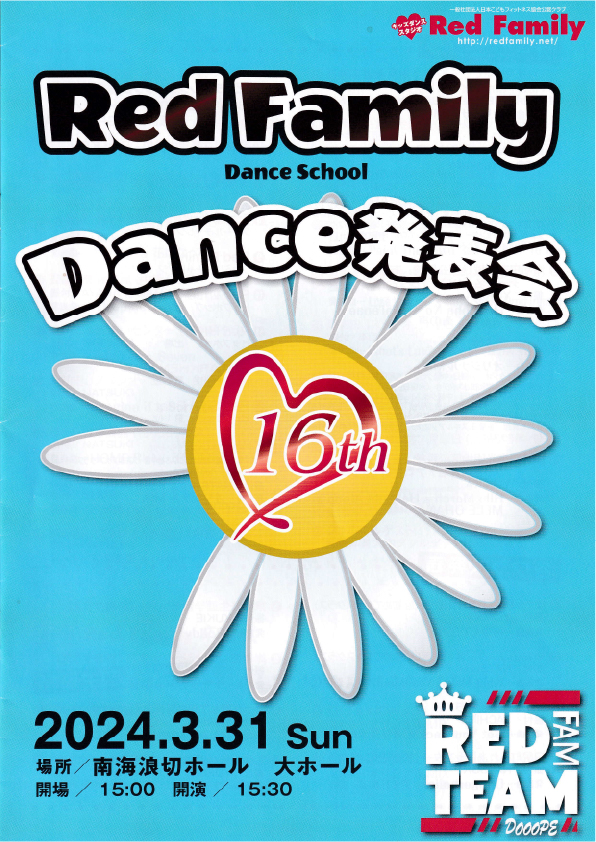 一般社団法人日本こどもフィットネス協会公認クラブ
キッズダンス
スタジオ
Red Family
http://redfamily.net/
Red Family
Dance School
Dance発表会
16th
2024.3.31 Sun
場所／南海浪切ホール　大ホール
開場 ／ 15:00　開演 ／ 15:30
RED
FAM
TEAM
DOOOPE